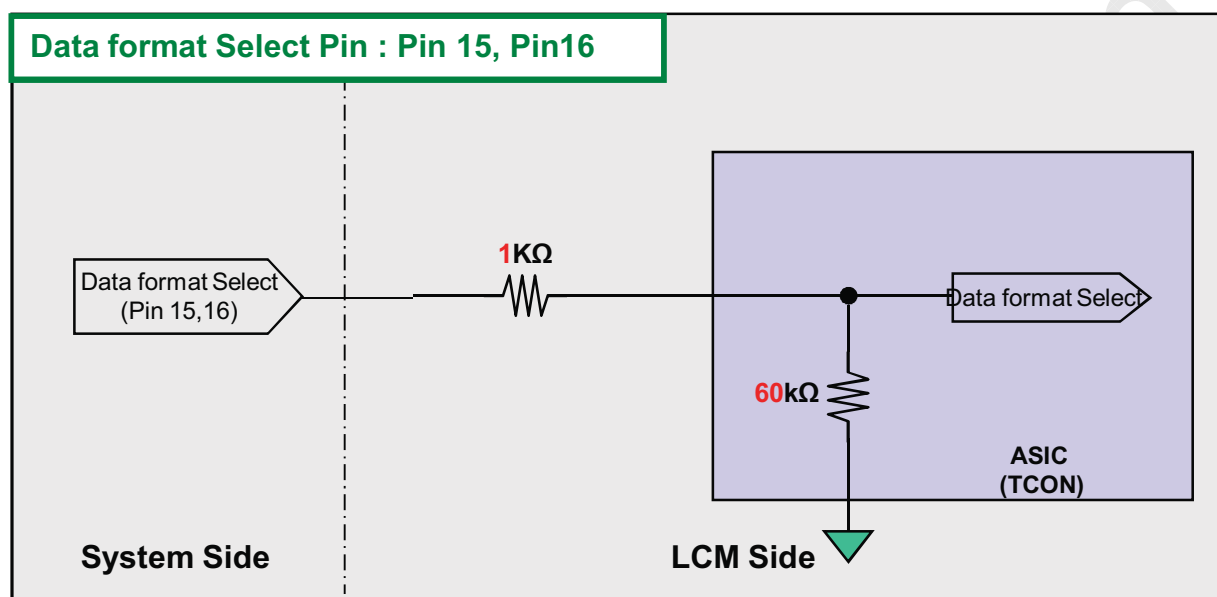 Data format Select Pin : Pin 15, Pin16
1KΩ
Data format Select
(Pin 15,16)
Data format Select
60kΩ
ASIC
(TCON)
System Side
LCM Side